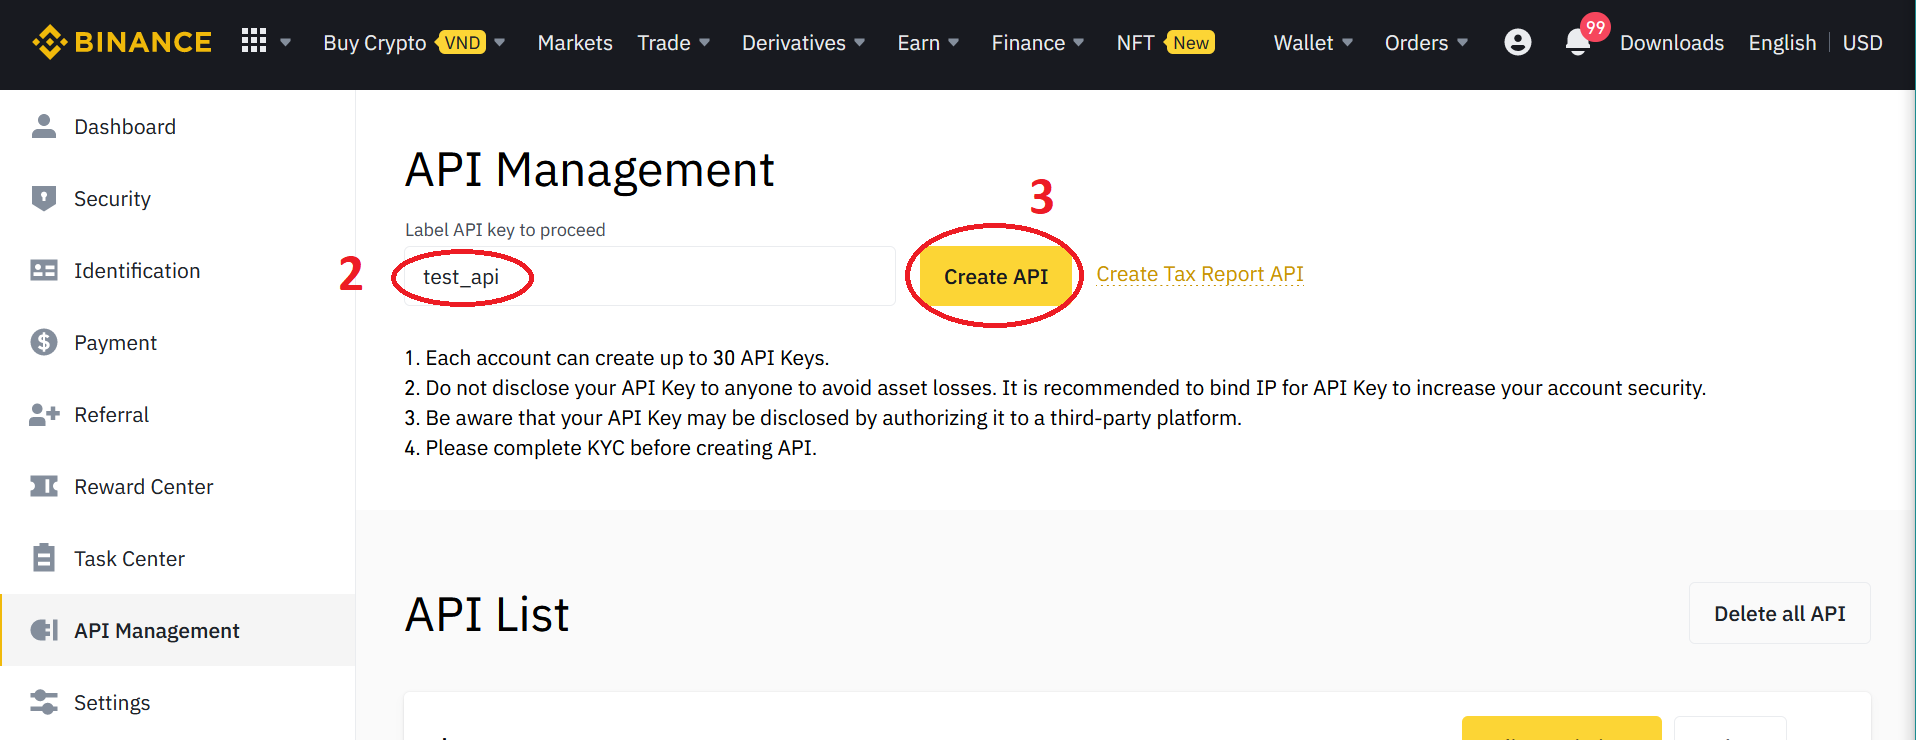 BINANCE
Buy Crypto VND Markets Trade Derivatives Earn Finance NFT New Wallet Orders 99 Downloads English USD
Dashboard
Security
Identification
Payment
Referral
Reward Center
Task Center
API Management
Settings
API Management
3
Label API key to proceed
2 test_api Create API Create Tax Report API
1. Each account can create up to 30 API Keys.
2. Do not disclose your API Key to anyone to avoid asset losses. It is recommended to bind IP for API Key to increase your account security.
3. Be aware that your API Key may be disclosed by authorizing it to a third-party platform.
4. Please complete KYC before creating API.
API List
Delete all API